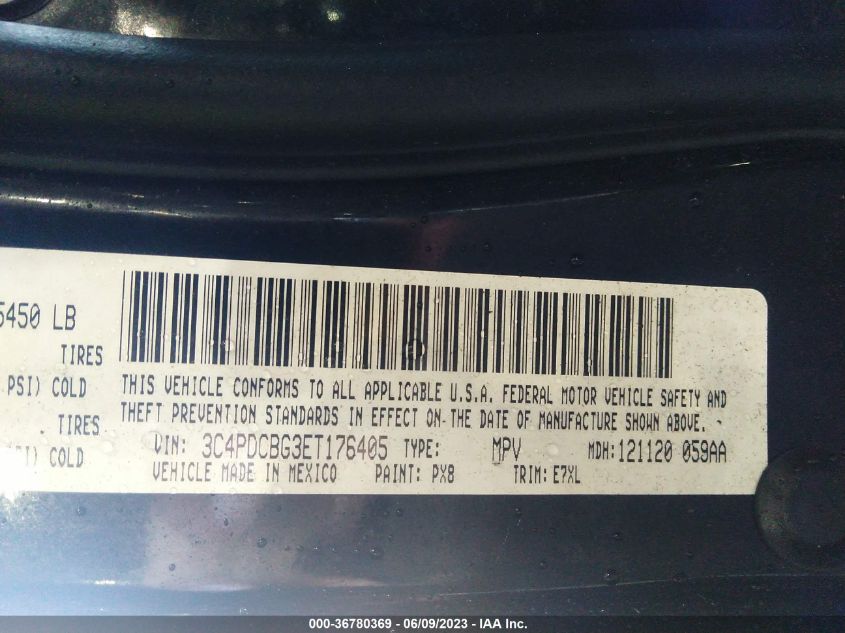 5450 LB
TIRES
PSI) COLD
TIRES
PSI) COLD
THIS VEHICLE CONFORMS TO ALL APPLICABLE U.S.A. FEDERAL MOTOR VEHICLE SAFETY AND
THEFT PREVENTION STANDARDS IN EFFECT ON THE DATE OF MANUFACTURE SHOWN ABOVE.
VIN: 3C4PDCBG3ET176405 TYPE: MPV MDH:121120 059AA
VEHICLE MADE IN MEXICO PAINT: PX8 TRIM: E7XL
000-36780369 | 06/09/2023 - © IAA Inc.